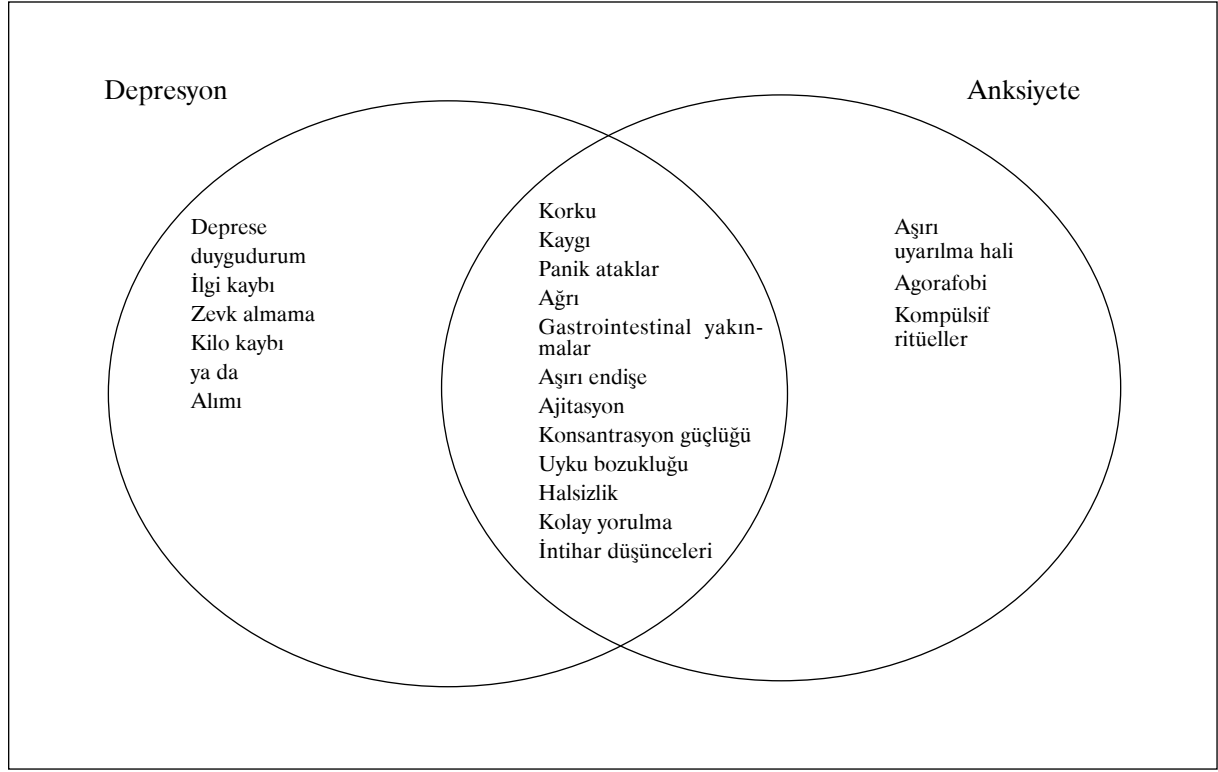 Depresyon
Anksiyete
Deprese
duygudurum
İlgi kaybı
Zevk almama
Kilo kaybı
ya da
Alımı
Korku
Kaygı
Panik ataklar
Ağrı
Gastrointestinal yakın-
malar
Aşırı endişe
Ajitasyon
Konsantrasyon güçlüğü
Uyku bozukluğu
Halsizlik
Kolay yorulma
İntihar düşünceleri
Aşırı
uyarılma hali
Agorafobi
Kompülsif
ritüeller